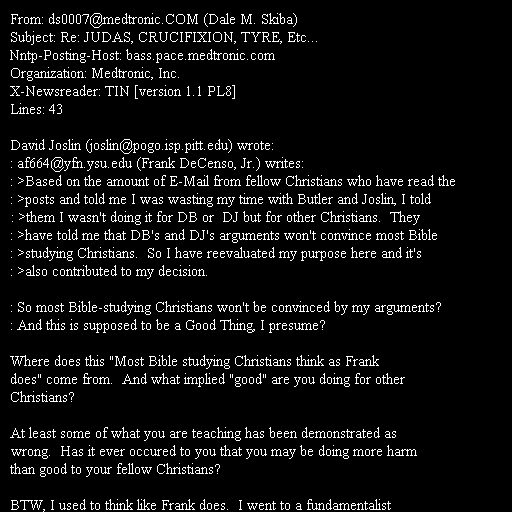 From: ds0007@medtronic.COM (Dale M. Skiba)
Subject: Re: JUDAS, CRUCIFIXION, TYRE, Etc...
Nntp-Posting-Host: bass.pace.medtronic.com
Organization: Medtronic, Inc.
X-Newsreader: TIN [version 1.1 PL8]
Lines: 43

David Joslin (joslin@pogo.isp.pitt.edu) wrote:
: af664@yfn.ysu.edu (Frank DeCenso, Jr.) writes:
: >Based on the amount of E-Mail from fellow Christians who have read the
: >posts and told me I was wasting my time with Butler and Joslin, I told
: >them I wasn't doing it for DB or  DJ but for other Christians.  They
: >have told me that DB's and DJ's arguments won't convince most Bible
: >studying Christians.  So I have reevaluated my purpose here and it's
: >also contributed to my decision.

: So most Bible-studying Christians won't be convinced by my arguments?
: And this is supposed to be a Good Thing, I presume?

Where does this "Most Bible studying Christians think as Frank
does" come from.  And what implied "good" are you doing for other
Christians?

At least some of what you are teaching has been demonstrated as
wrong.  Has it ever occured to you that you may be doing more harm
than good to your fellow Christians?

BTW, I used to think like Frank does.  I went to a fundamentalist